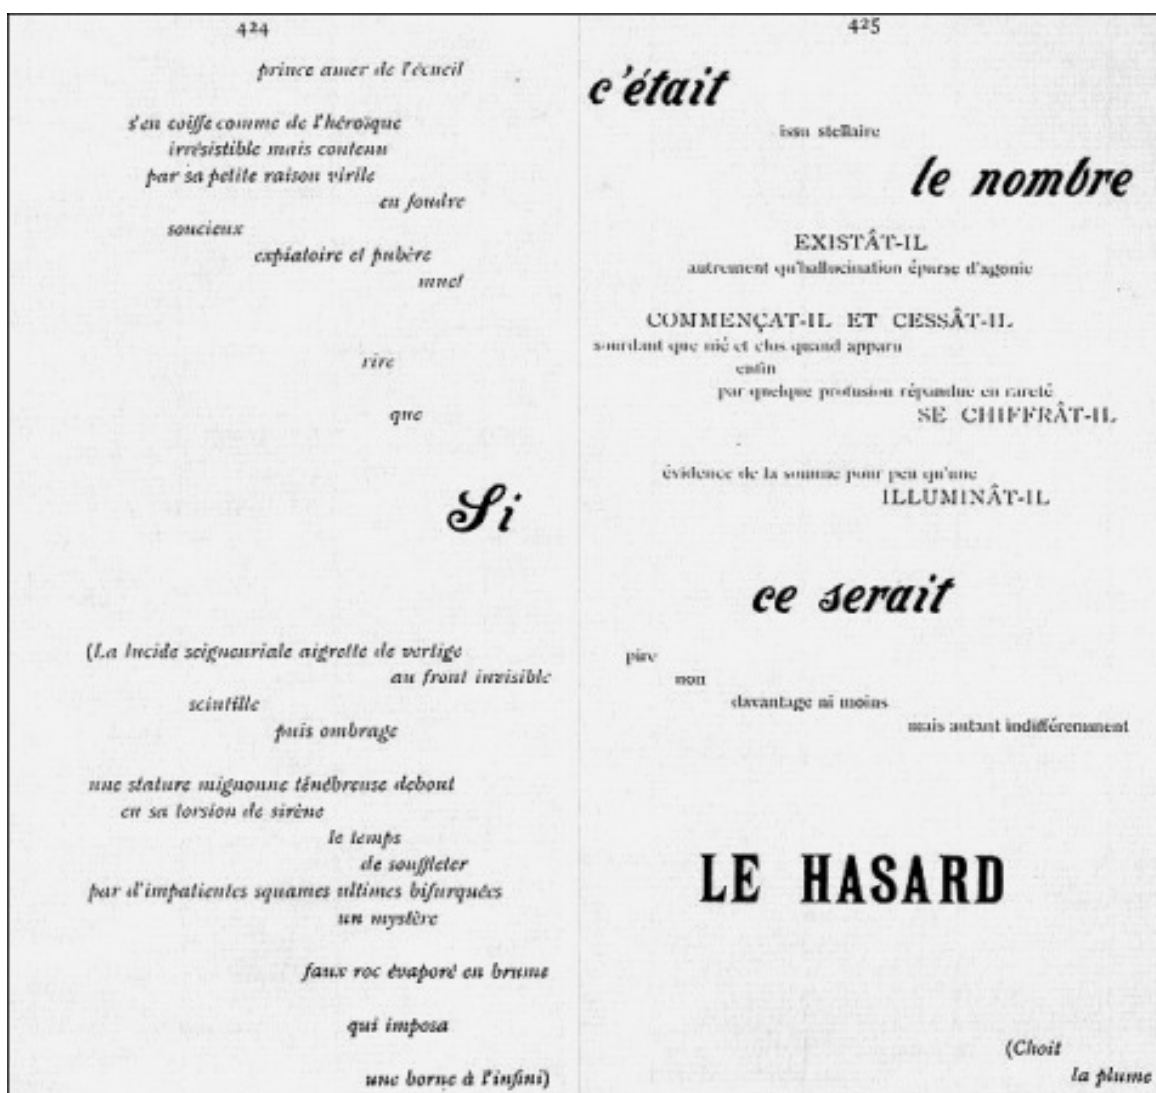 424
prince amer de l'écueil
s'en coiffe comme de l'héroïque
irrésistible mais contenu
par sa petite raison virile
en foudre
soucieux
expiatoire et pubère
muet
rire
que
Si
(La lucide seigneuriale aigrette de vertige
au front invisible
scintille
puis ombrage
une stature mignonne ténébreuse debout
en sa torsion de sirène
le temps
de souffleter
par d'impatientes squames ultimes bifurquées
un mystère
faux roc évaporé en brume
qui imposa
une borne à l'infini)
425
c'était
issu stellaire
le nombre
EXISTÂT-IL
autrement qu'hallucination éparse d'agonie
COMMENÇAT-IL ET CESSÂT-IL
sourdant que nié et clos quand apparu
enfin
par quelque profusion répandue en rareté
SE CHIFFRÂT-IL
évidence de la somme pour peu qu'une
ILLUMINÂT-IL
ce serait
pire
non
davantage ni moins
mais autant indifféremment
LE HASARD
(Choit
la plume